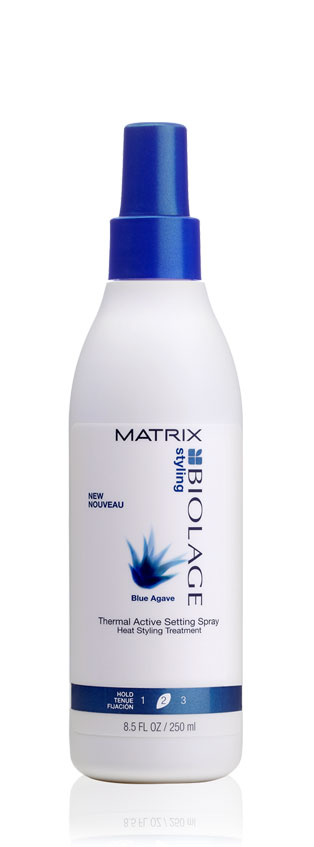 MATRIX
BIOLAGE
styling
NEW
NOUVEAU
Blue Agave
Thermal Active Setting Spray
Heat Styling Treatment
HOLD
TENUE
FIJACIÓN
1 2 3
8.5 FL OZ / 250 ml